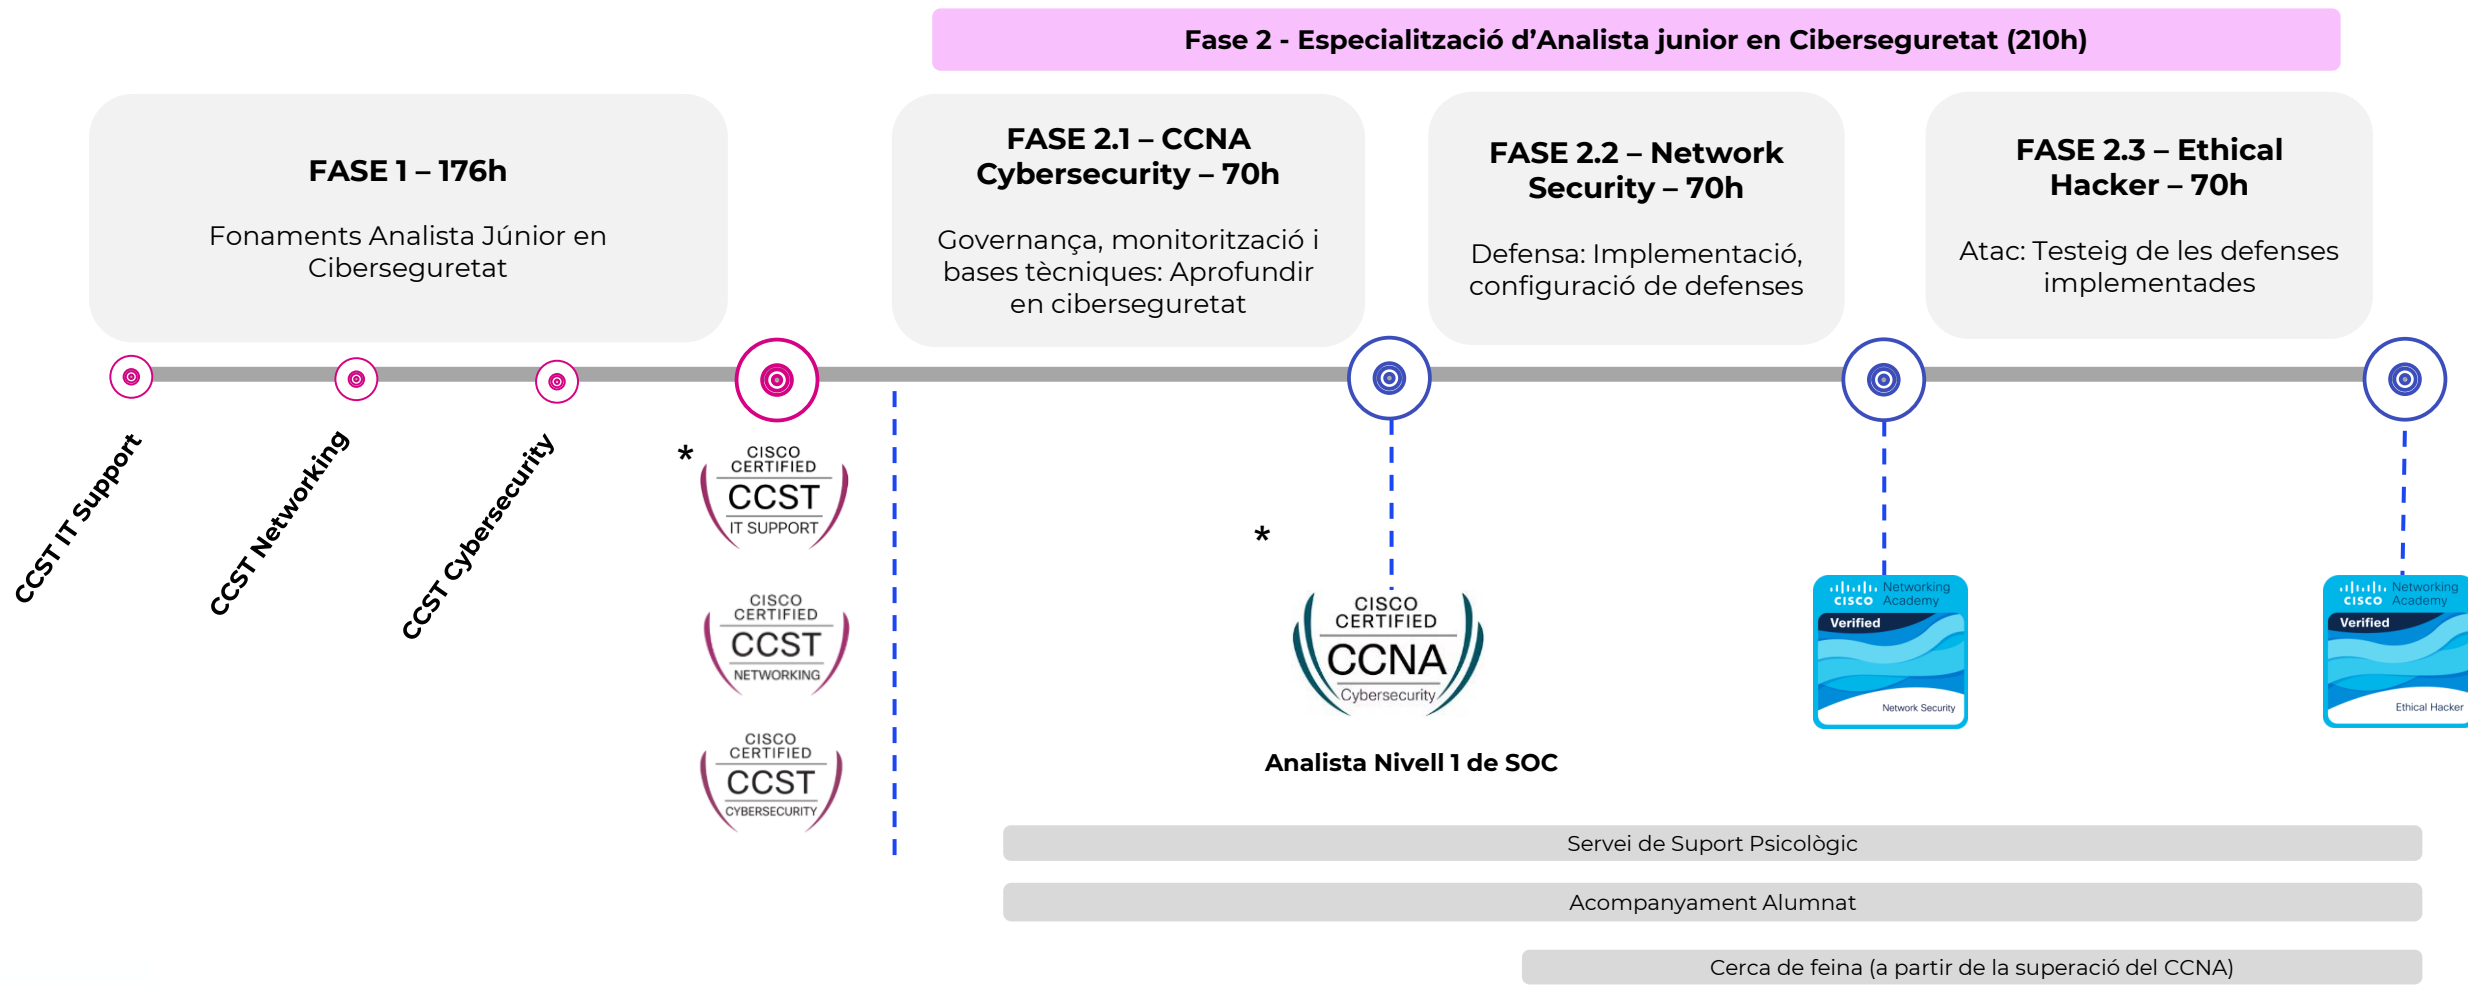 Fase 2 - Especialització d’Analista junior en Ciberseguretat (210h)
FASE 1 – 176h
Fonaments Analista Júnior en
Ciberseguretat
FASE 2.1 – CCNA
Cybersecurity – 70h
Governança, monitorització i
bases tècniques: Aprofundir
en ciberseguretat
FASE 2.2 – Network
Security – 70h
Defensa: Implementació,
configuració de defenses
FASE 2.3 – Ethical
Hacker – 70h
Atac: Testeig de les defenses
implementades
CCST IT Support
CCST Networking
CCST Cybersecurity
*
CISCO
CERTIFIED
CCST
IT SUPPORT
CISCO
CERTIFIED
CCST
NETWORKING
CISCO
CERTIFIED
CCST
CYBERSECURITY
*
CISCO
CERTIFIED
CCNA
Cybersecurity
Analista Nivell 1 de SOC
CISCO Networking
Academy
Verified
Network Security
CISCO Networking
Academy
Verified
Ethical Hacker
Servei de Suport Psicològic
Acompanyament Alumnat
Cerca de feina (a partir de la superació del CCNA)